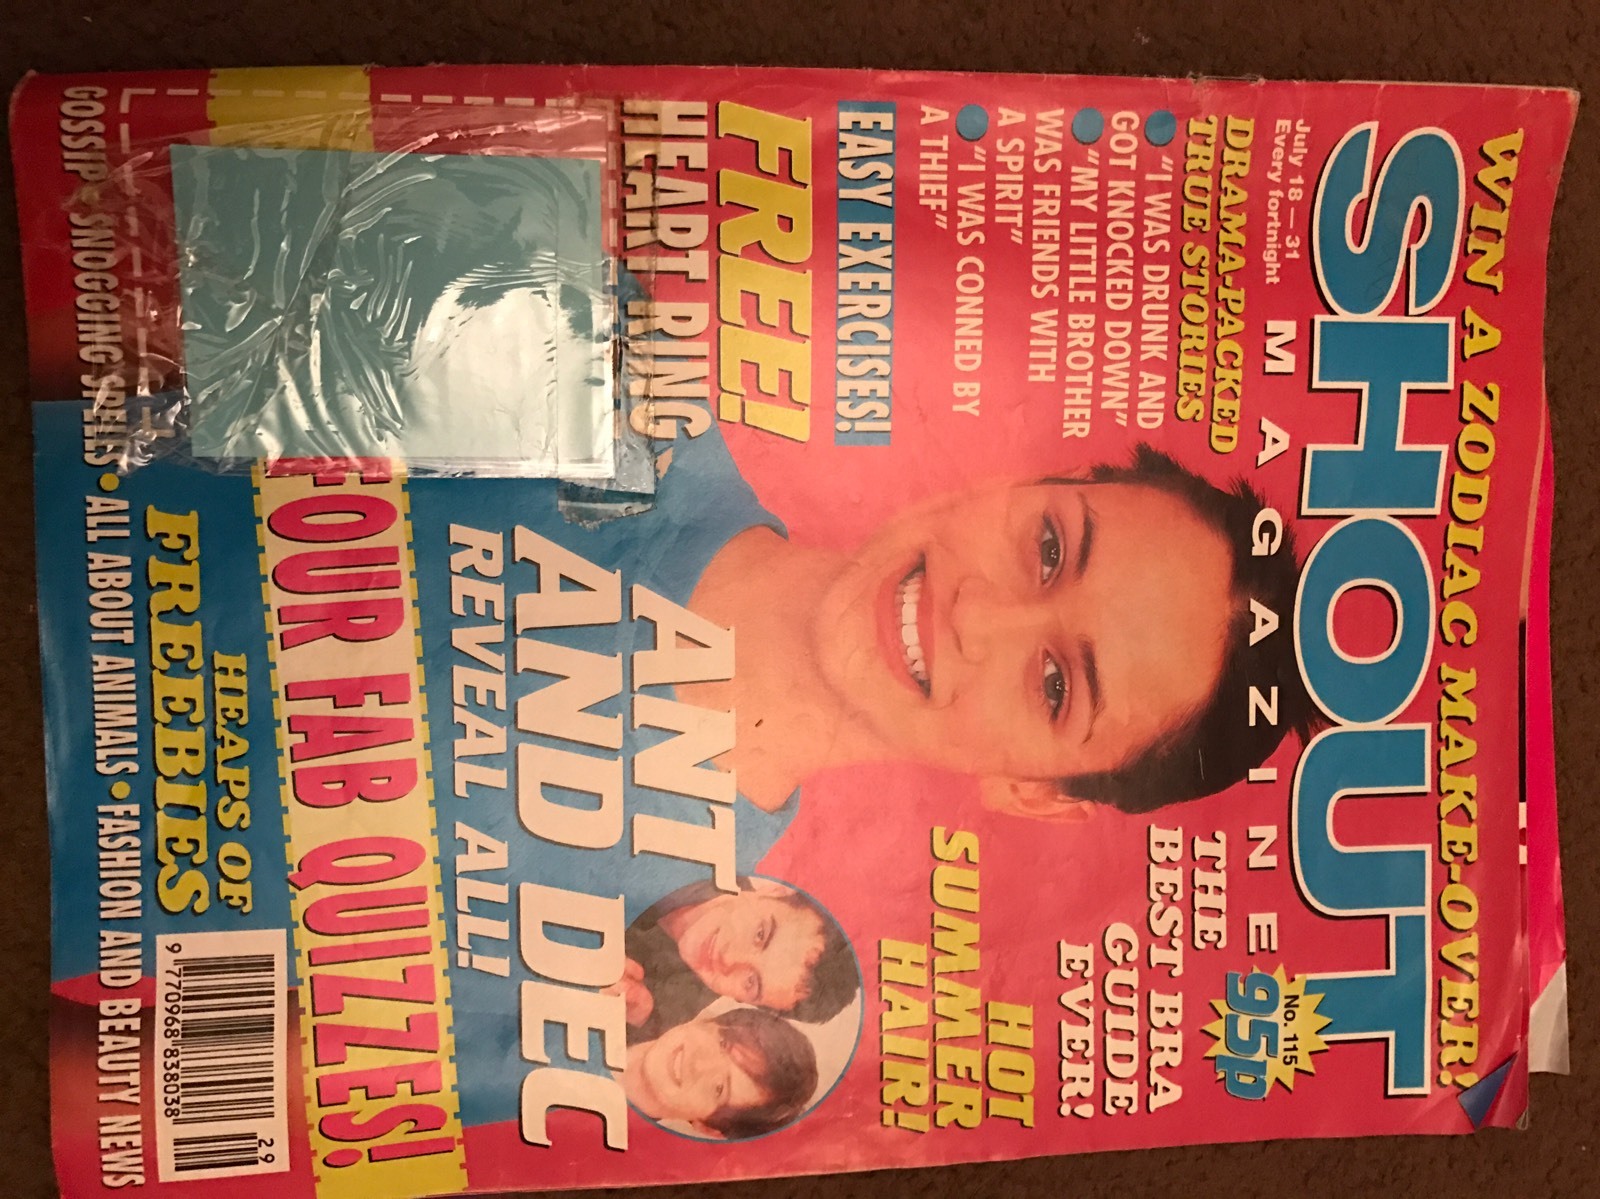 WIN A ZODIAC MAKE-OVER!
SHOUT
MAGAZINE
July 18 — 31
Every fortnight
No. 115
95p
DRAMA-PACKED
TRUE STORIES
"I WAS DRUNK AND
GOT KNOCKED DOWN"
"MY LITTLE BROTHER
WAS FRIENDS WITH
A SPIRIT"
"I WAS CONNED BY
A THIEF"
THE
BEST BRA
GUIDE
EVER!
EASY EXERCISES!
HOT
SUMMER
HAIR!
FREE!
HEART RING
ANT
AND DEC
REVEAL ALL!
FOUR FAB QUIZZES!
HEAPS OF
FREEBIES
29
9 770968 838038
GOSSIP • SNOGGING SPELLS • ALL ABOUT ANIMALS • FASHION AND BEAUTY NEWS